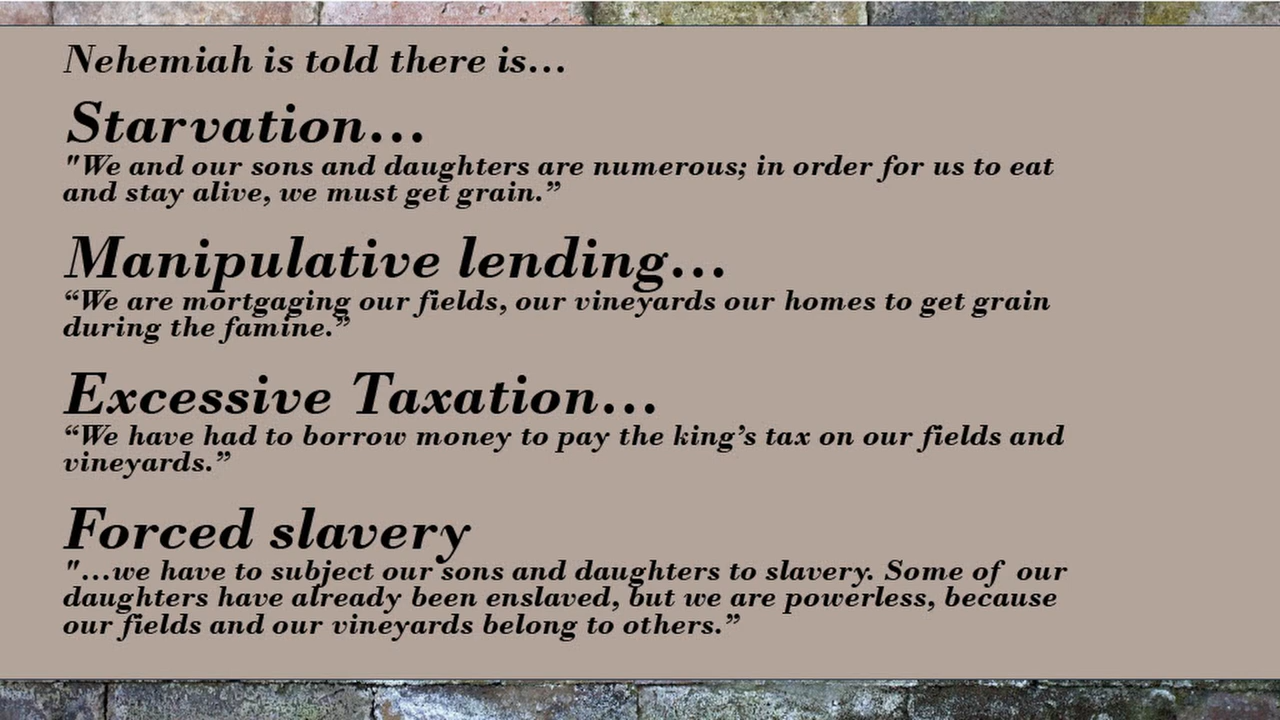 Nehemiah is told there is...
Starvation...
"We and our sons and daughters are numerous; in order for us to eat
and stay alive, we must get grain.”
Manipulative lending...
“We are mortgaging our fields, our vineyards our homes to get grain
during the famine.”
Excessive Taxation...
“We have had to borrow money to pay the king’s tax on our fields and
vineyards.”
Forced slavery
"...we have to subject our sons and daughters to slavery. Some of our
daughters have already been enslaved, but we are powerless, because
our fields and our vineyards belong to others.”